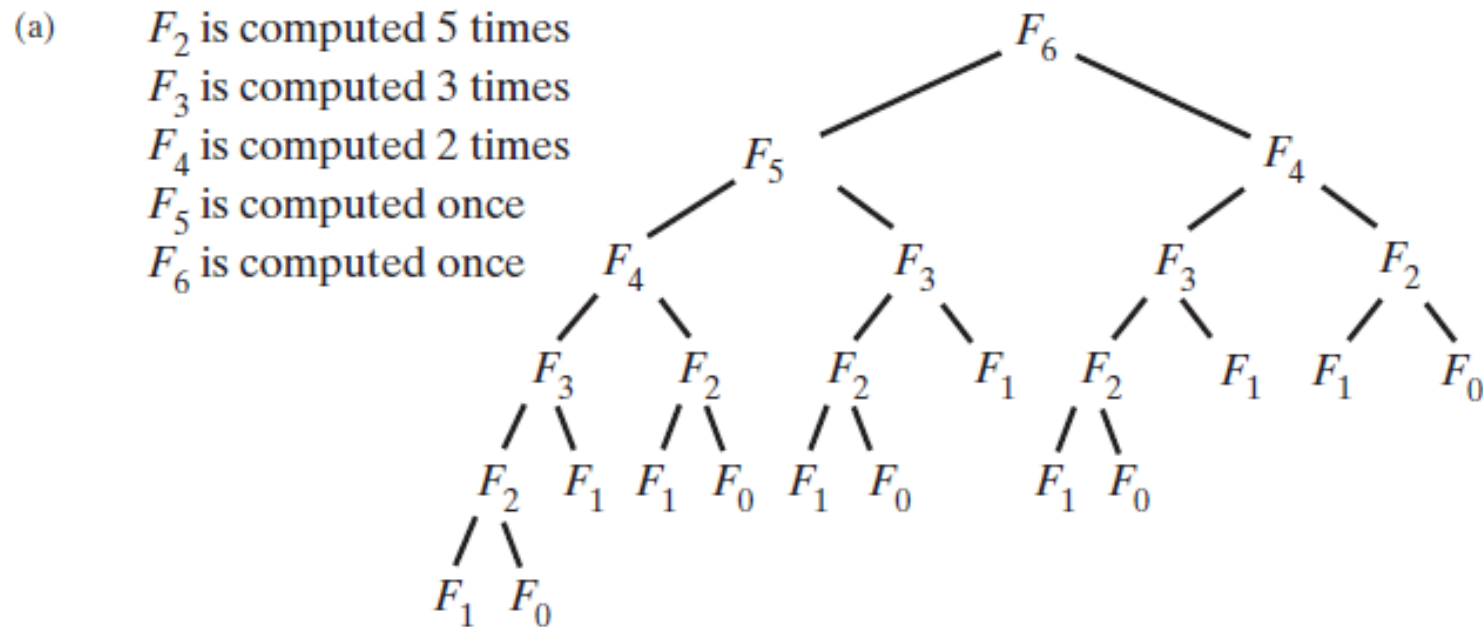 (a) F₂ is computed 5 times
F₃ is computed 3 times
F₄ is computed 2 times
F₅ is computed once
F₆ is computed once
F₆
F₅ F₄
F₄ F₃ F₃ F₂
F₃ F₂ F₂ F₁ F₂ F₁ F₁ F₀
F₂ F₁ F₁ F₀ F₁ F₀ F₁ F₀
F₁ F₀